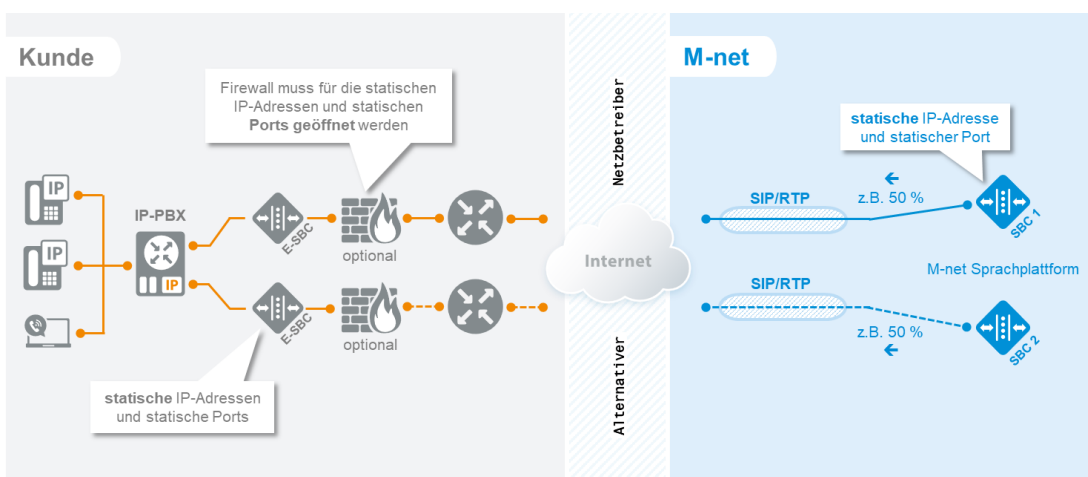 Kunde
Firewall muss für die statischen
IP-Adressen und statischen
Ports geöffnet werden
IP
IP
IP-PBX
IP
E-SBC
optional
E-SBC
optional
statische IP-Adressen
und statische Ports
Alternativer Netzbetreiber
Internet
M-net
statische IP-Adresse
und statischer Port
SIP/RTP
z.B. 50 %
SBC 1
M-net Sprachplattform
SIP/RTP
z.B. 50 %
SBC 2